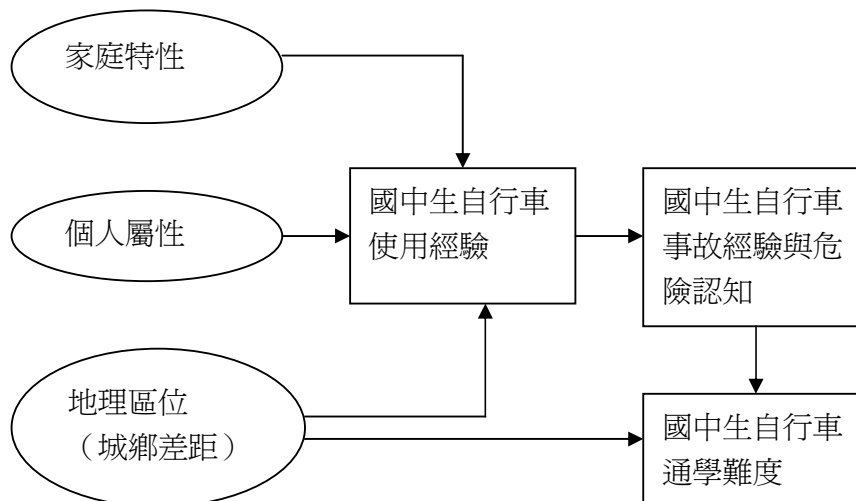 家庭特性
個人屬性
國中生自行車
使用經驗
國中生自行車
事故經驗與危
險認知
地理區位
（城鄉差距）
國中生自行車
通學難度